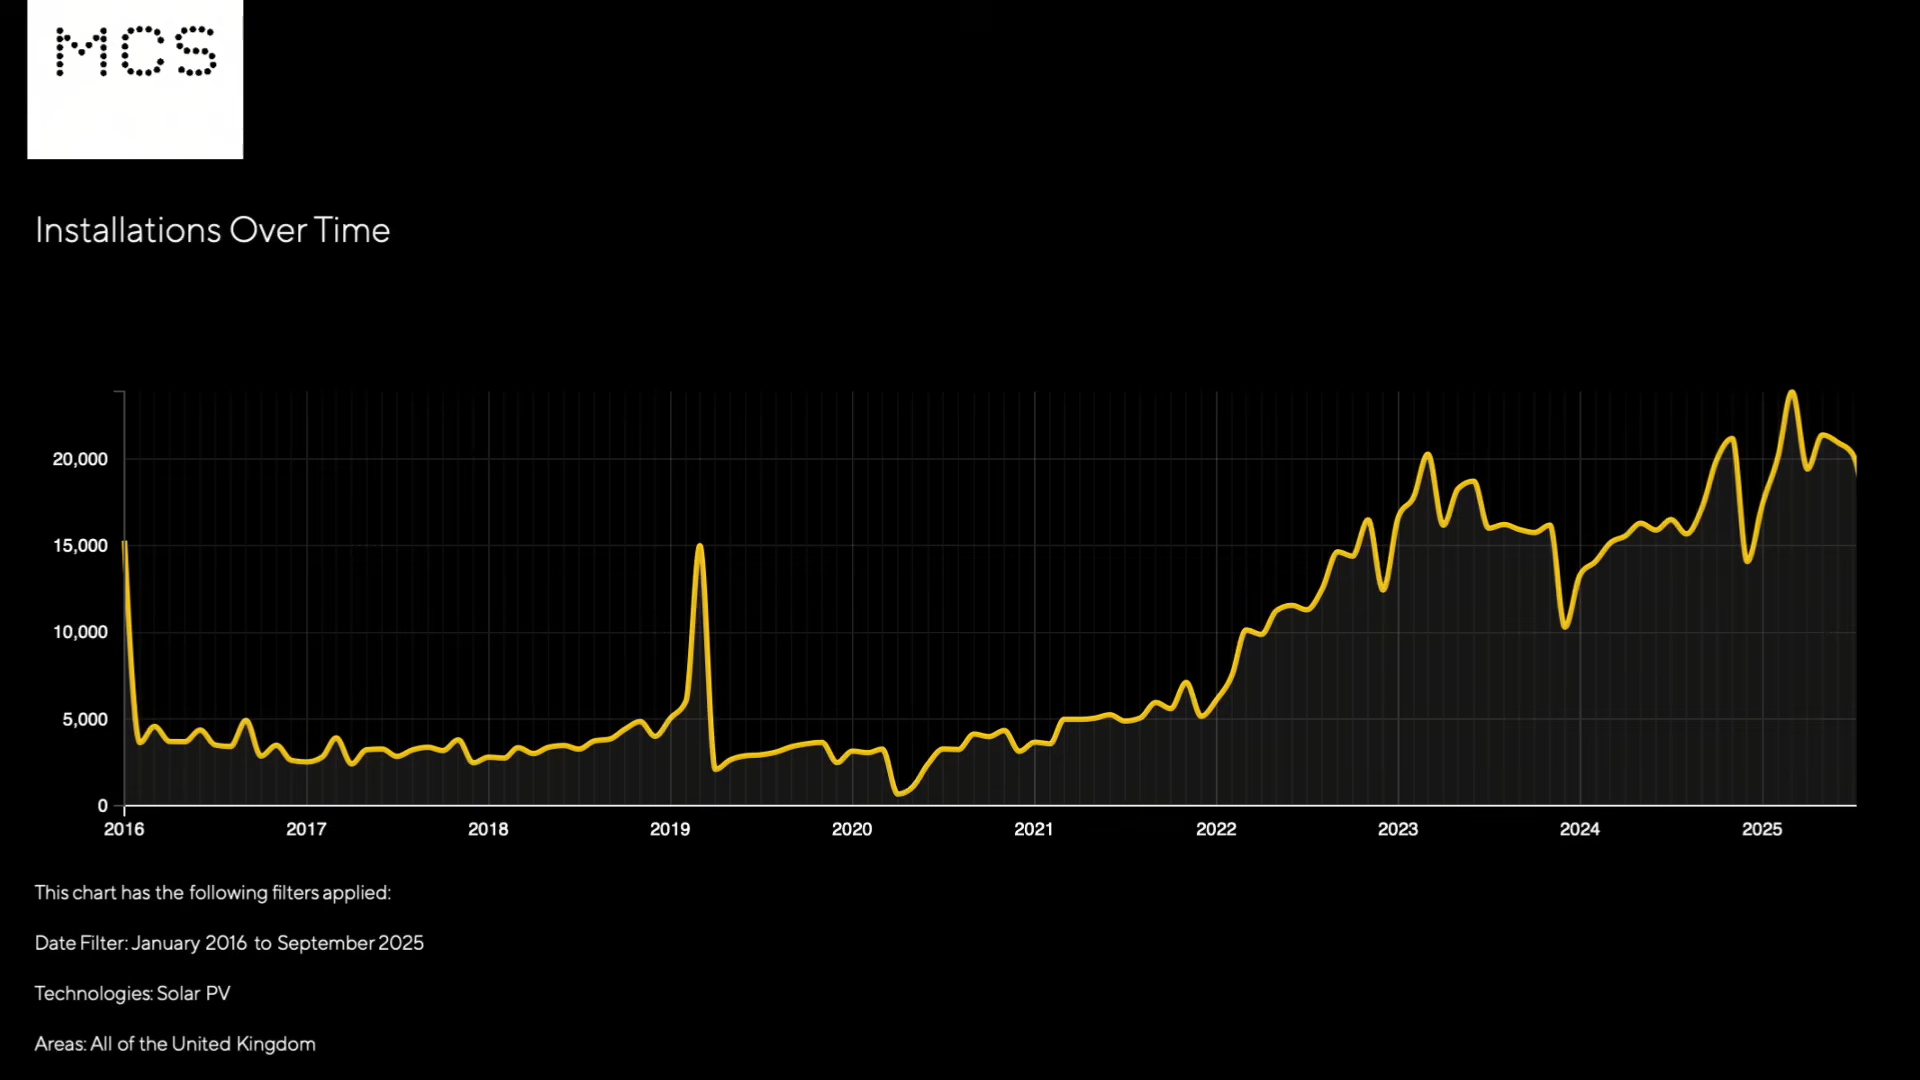 MCS
Installations Over Time
20,000
15,000
10,000
5,000
0
2016 2017 2018 2019 2020 2021 2022 2023 2024 2025
This chart has the following filters applied:
Date Filter: January 2016 to September 2025
Technologies: Solar PV
Areas: All of the United Kingdom